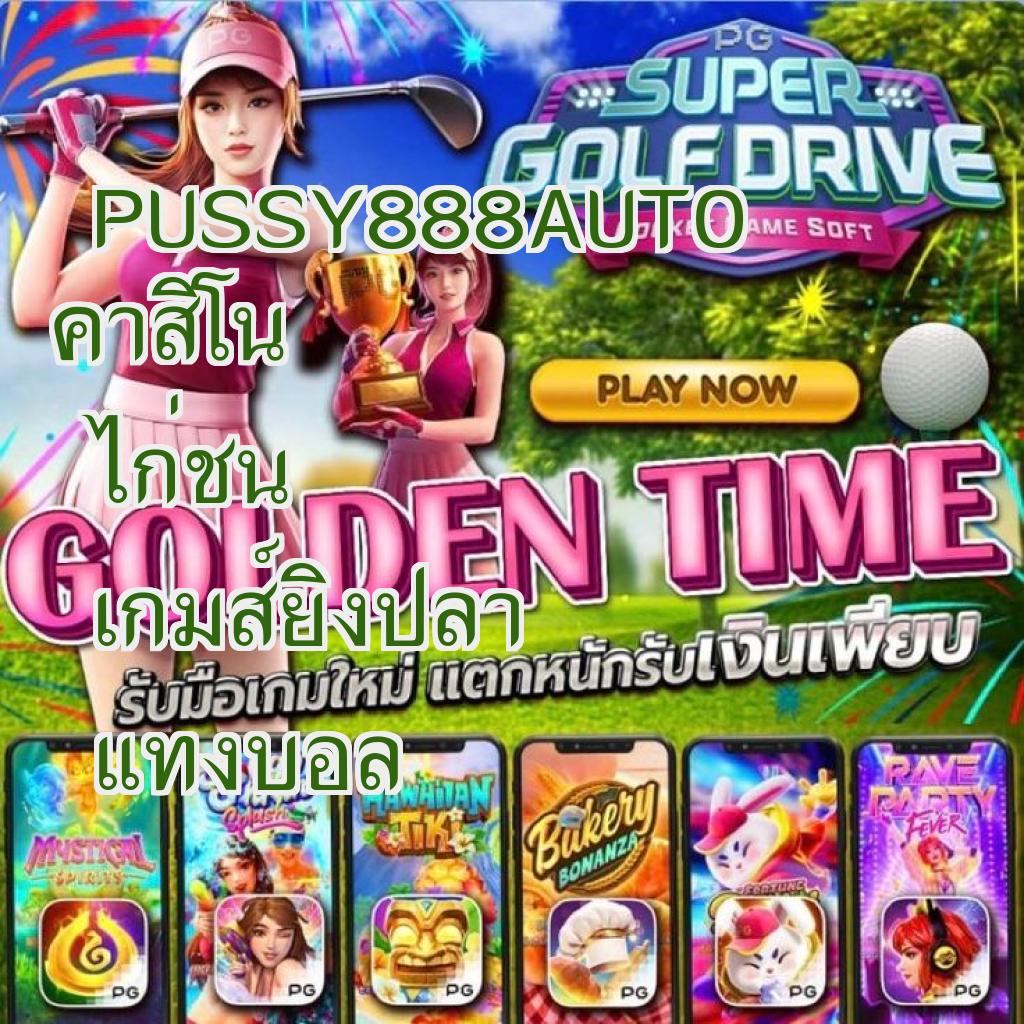 PG
PG
SUPER
GOLF DRIVE
GAME SOFT
PUSSY888AUTO
คาสิโน
PLAY NOW
ไก่ชน
GOLDEN TIME
เกมส์ยิงปลา
รับมือเกมใหม่ แตกหนักรับเงินเพียบ
แทงบอล
MYSTICAL
SPIRITS
Splash
HAWAIIAN
TIKI
Bakery
BONANZA
FORTUNE
RAVE
PARTY
FEVER
PG
PG
PG
PG
PG
PG